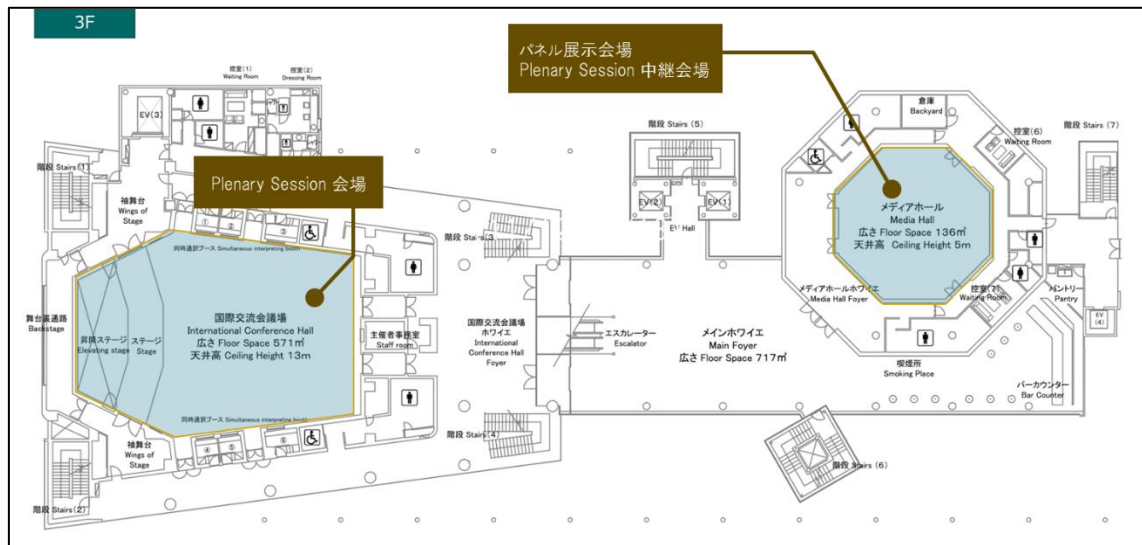 3F
パネル展示会場
Plenary Session 中継会場
Plenary Session 会場
控室(1)
Waiting Room
控室(2)
Dressing Room
EV(3)
階段 Stairs(1)
袖舞台
Wings of
Stage
①
②
③
同時通訳ブース Simultaneous interpreting booth
舞台裏通路
Backstage
昇降ステージ
Elevating stage
ステージ
Stage
国際交流会議場
International Conference Hall
広さ Floor Space 571㎡
天井高 Ceiling Height 13m
主催者事務室
Staff room
同時通訳ブース Simultaneous interpreting booth
④
⑤
⑥
袖舞台
Wings of
Stage
階段 Stairs(2)
階段 Stairs(3
階段 Stairs(4)
国際交流会議場
ホワイエ
International
Conference Hall
Foyer
エスカレーター
Escalator
階段 Stairs (5)
EV(2)
EV(1)
EV Hall
メインホワイエ
Main Foyer
広さ Floor Space 717㎡
階段 Stairs (6)
倉庫
Backyard
控室(6)
Waiting Room
階段 Stairs (7)
メディアホール
Media Hall
広さ Floor Space 136㎡
天井高 Ceiling Height 5m
メディアホールホワイエ
Media Hall Foyer
控室(7)
Waiting Room
パントリー
Pantry
EV
(4)
喫煙所
Smoking Place
バーカウンター
Bar Counter